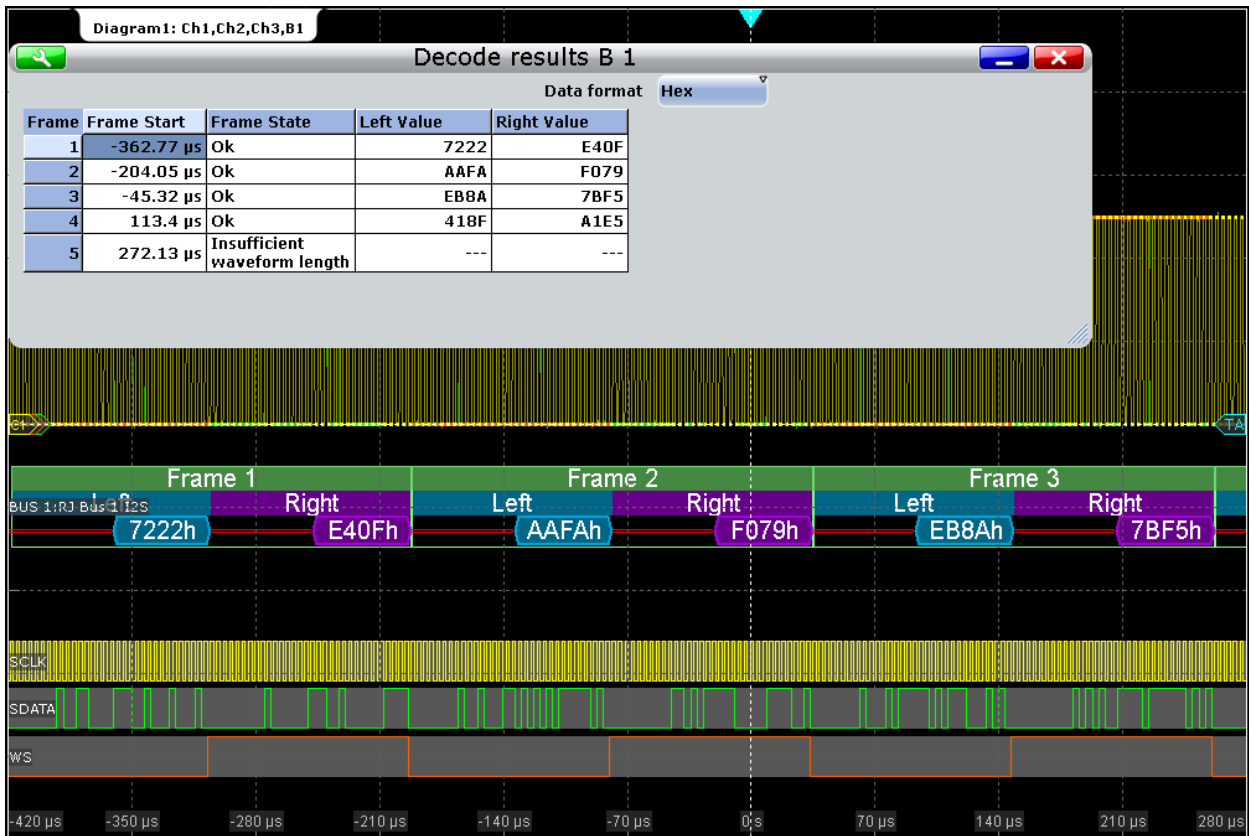 Diagram1: Ch1,Ch2,Ch3,B1
Decode results B 1
Data format Hex
Frame Frame Start Frame State Left Value Right Value
1 -362.77 µs Ok 7222 E40F
2 -204.05 µs Ok AAFA F079
3 -45.32 µs Ok EB8A 7BF5
4 113.4 µs Ok 418F A1E5
5 272.13 µs Insufficient waveform length --- ---
C1 TA
Frame 1 Frame 2 Frame 3
BUS 1:RJ Bus 1 I2S Left Right Left Right Left Right
7222h E40Fh AAFAh F079h EB8Ah 7BF5h
SCLK
SDATA
WS
-420 µs -350 µs -280 µs -210 µs -140 µs -70 µs 0 s 70 µs 140 µs 210 µs 280 µs